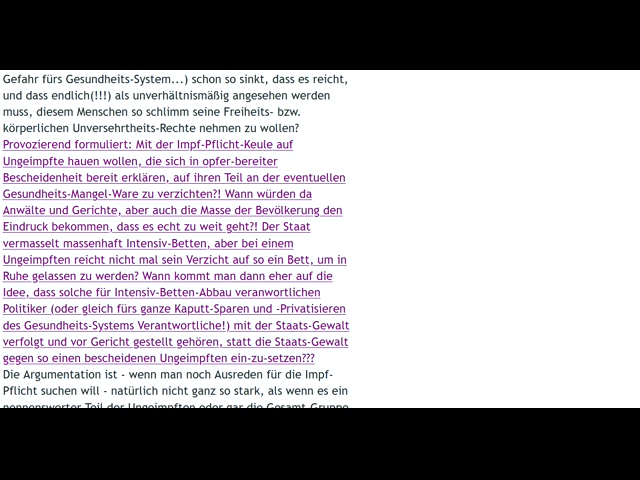 Gefahr fürs Gesundheits-System...) schon so sinkt, dass es reicht,
und dass endlich(!!!) als unverhältnismäßig angesehen werden
muss, diesem Menschen so schlimm seine Freiheits- bzw.
körperlichen Unversehrtheits-Rechte nehmen zu wollen?
Provozierend formuliert: Mit der Impf-Pflicht-Keule auf
Ungeimpfte hauen wollen, die sich in opfer-bereiter
Bescheidenheit bereit erklären, auf ihren Teil an der eventuellen
Gesundheits-Mangel-Ware zu verzichten?! Wann würden da
Anwälte und Gerichte, aber auch die Masse der Bevölkerung den
Eindruck bekommen, dass es echt zu weit geht?! Der Staat
vermasselt massenhaft Intensiv-Betten, aber bei einem
Ungeimpften reicht nicht mal sein Verzicht auf so ein Bett, um in
Ruhe gelassen zu werden? Wann kommt man dann eher auf die
Idee, dass solche für Intensiv-Betten-Abbau veranwortlichen
Politiker (oder gleich fürs ganze Kaputt-Sparen und -Privatisieren
des Gesundheits-Systems Verantwortliche!) mit der Staats-Gewalt
verfolgt und vor Gericht gestellt gehören, statt die Staats-Gewalt
gegen so einen bescheidenen Ungeimpften ein-zu-setzen???
Die Argumentation ist - wenn man noch Ausreden für die Impf-
Pflicht suchen will - natürlich nicht ganz so stark, als wenn es ein
nennenswerter Teil der Ungeimpften oder gar die Gesamt-Gruppe